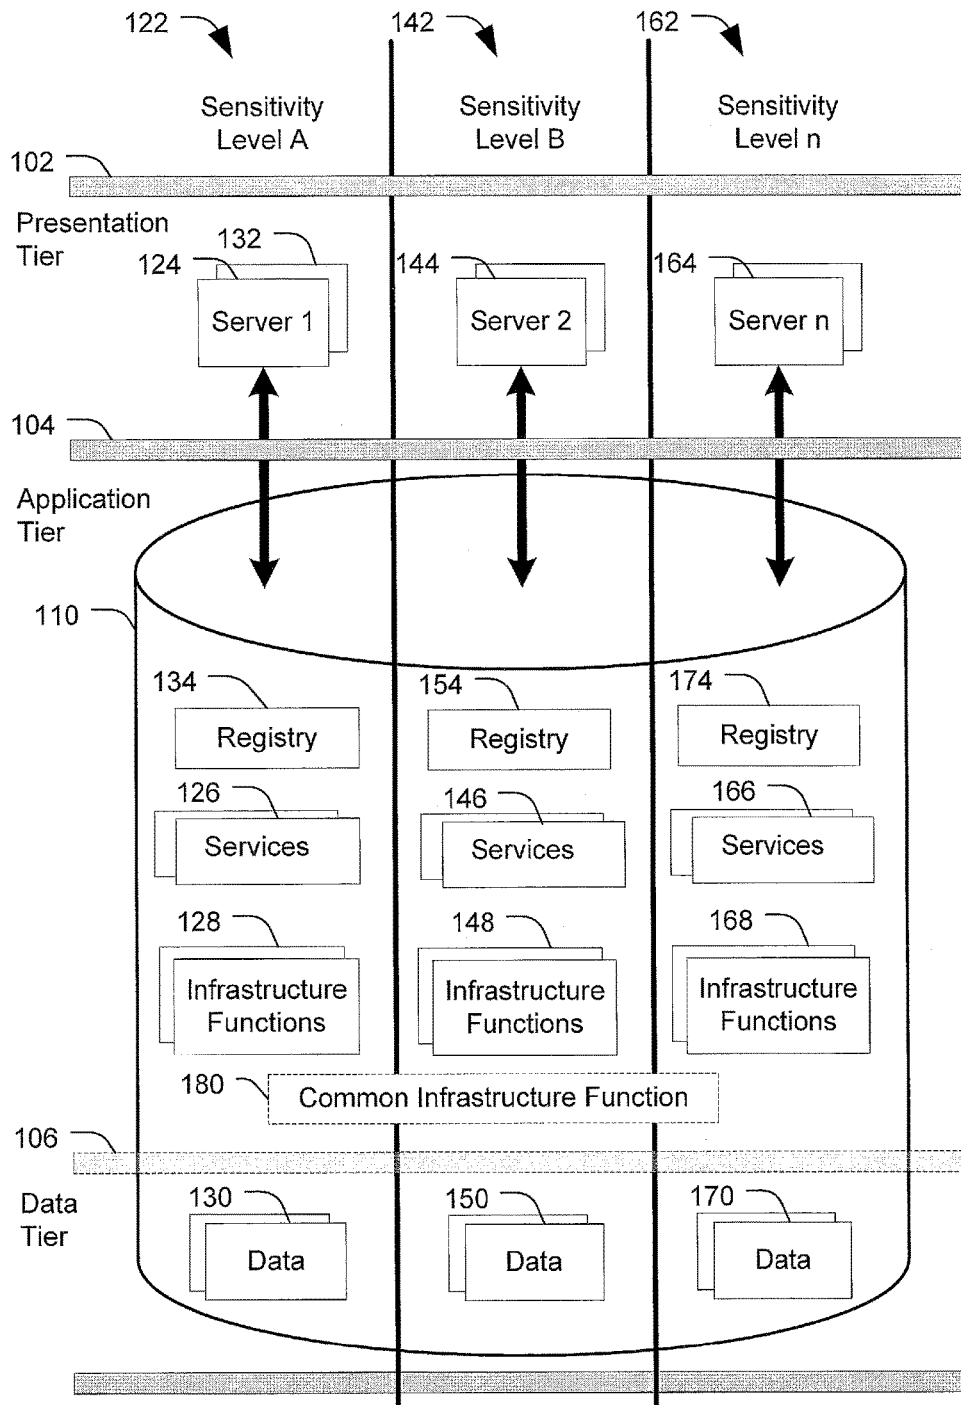 122
142
162
Sensitivity
Level A
Sensitivity
Level B
Sensitivity
Level n
102
Presentation
Tier
132
124
144
164
Server 1
Server 2
Server n
104
Application
Tier
110
134
154
174
Registry
Registry
Registry
126
146
166
Services
Services
Services
128
148
168
Infrastructure
Functions
Infrastructure
Functions
Infrastructure
Functions
180
Common Infrastructure Function
106
Data
Tier
130
150
170
Data
Data
Data